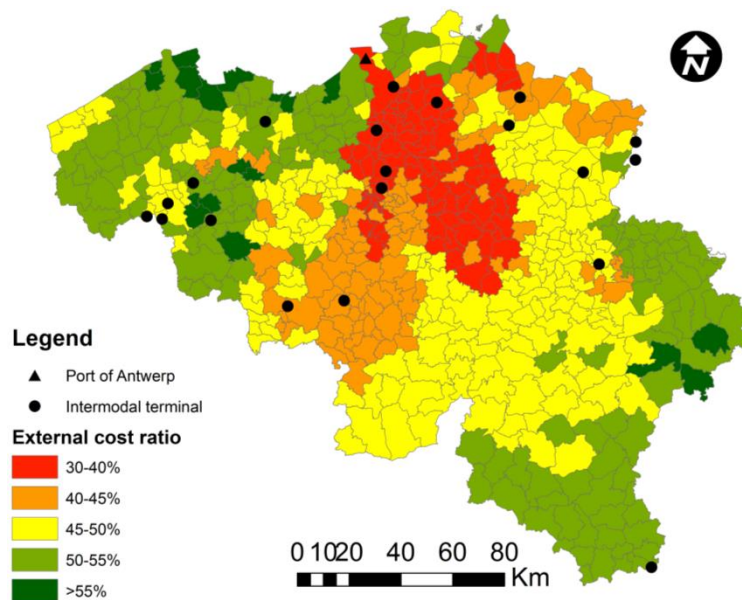 N
Legend
Port of Antwerp
Intermodal terminal
External cost ratio
30-40%
40-45%
45-50%
50-55%
>55%
0 10 20 40 60 80
Km